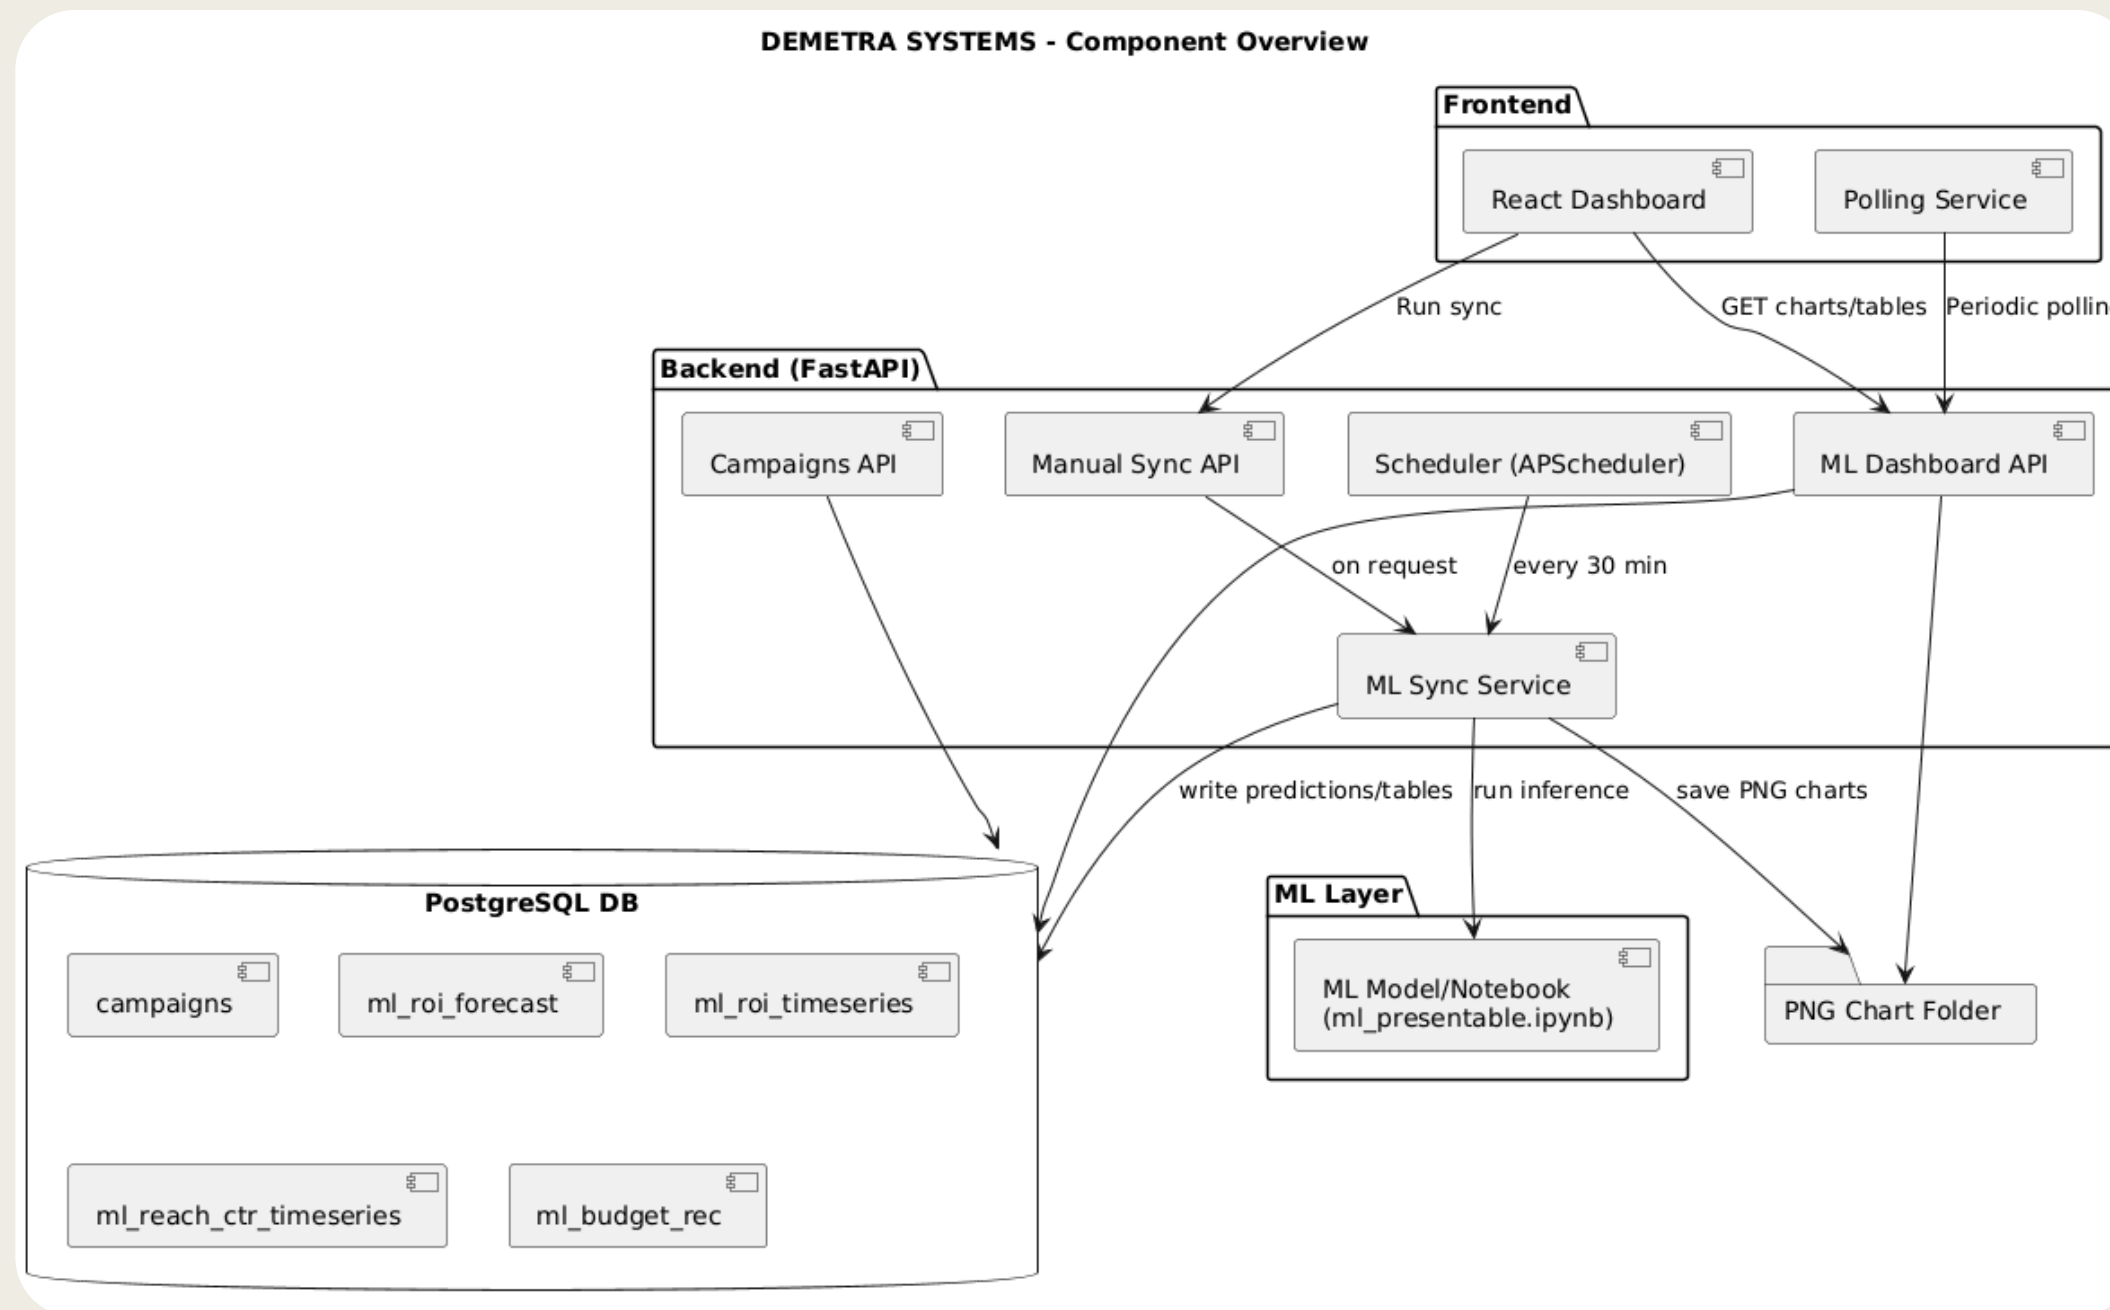 DEMETRA SYSTEMS - Component Overview
Frontend
React Dashboard
Polling Service
Run sync
GET charts/tables
Periodic
Backend (FastAPI)
Campaigns API
Manual Sync API
Scheduler (APScheduler)
ML Dashboard API
on request
every 30 min
ML Sync Service
write predictions/tables
run inference
save PNG charts
PostgreSQL DB
campaigns
ml_roi_forecast
ml_roi_timeseries
ml_reach_ctr_timeseries
ml_budget_rec
ML Layer
ML Model/Notebook
(ml_presentable.ipynb)
PNG Chart Folder